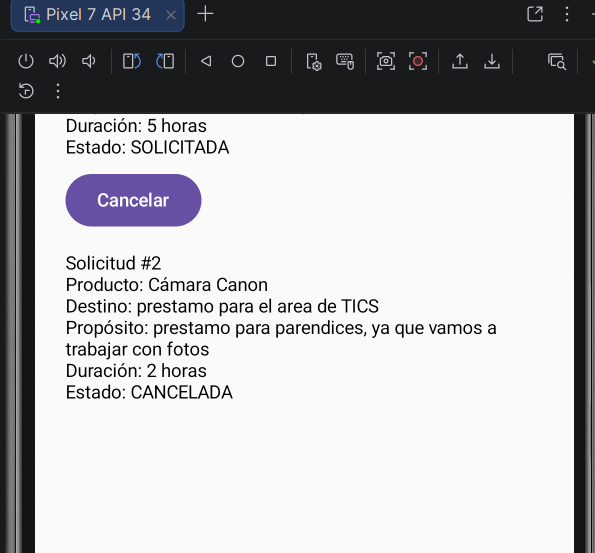 Pixel 7 API 34
Duración: 5 horas
Estado: SOLICITADA
Cancelar
Solicitud #2
Producto: Cámara Canon
Destino: prestamo para el area de TICS
Propósito: prestamo para parendices, ya que vamos a
trabajar con fotos
Duración: 2 horas
Estado: CANCELADA